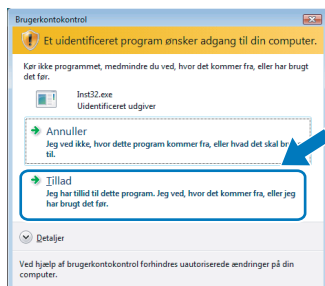 Brugerkontokontrol
Et uidentificeret program ønsker adgang til din computer.
Kør ikke programmet, medmindre du ved, hvor det kommer fra, eller har brugt
det før.
Inst32.exe
Uidentificeret udgiver
Annuller
Jeg ved ikke, hvor dette program kommer fra, eller hvad det skal
til.
Tillad
Jeg har tillid til dette program. Jeg ved, hvor det kommer fra, eller jeg
har brugt det før.
Detaljer
Ved hjælp af brugerkontokontrol forhindres uautoriserede ændringer på din
computer.